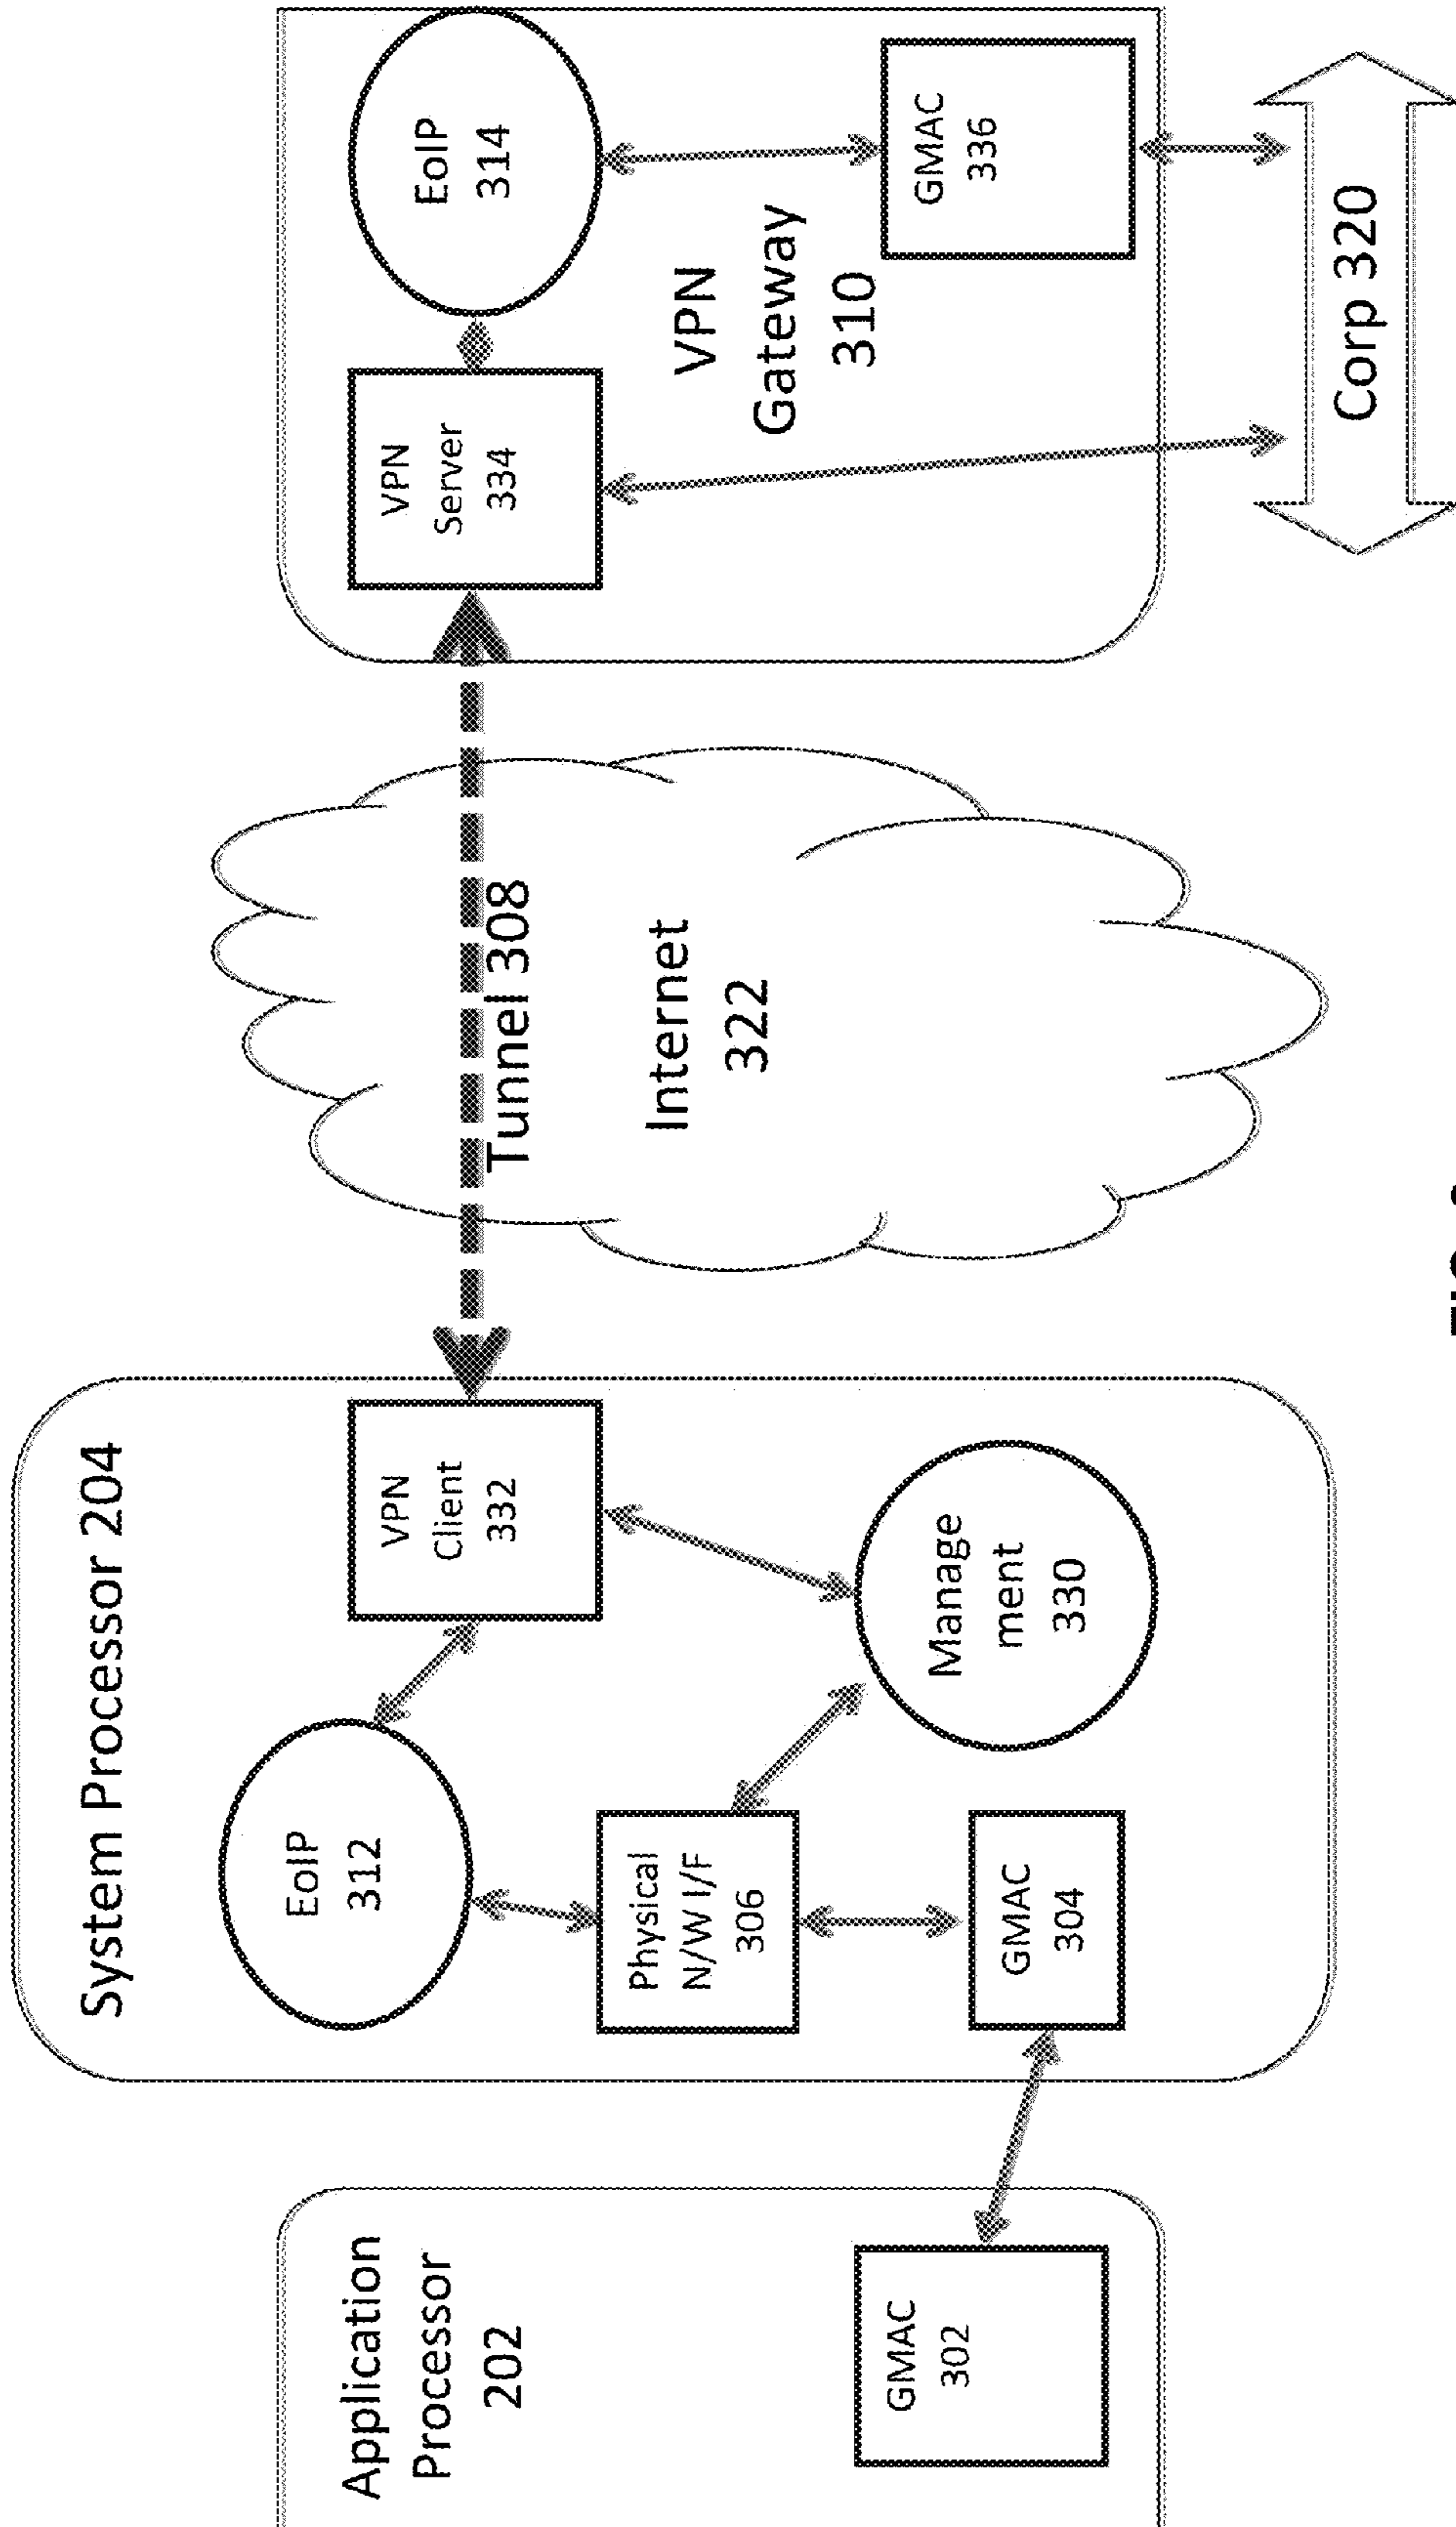 Application
Processor
202
GMAC
302
System Processor 204
EoIP
312
Physical
N/W I/F
306
GMAC
304
VPN
Client
332
Manage
ment
330
Tunnel 308
Internet
322
VPN
Server
334
EoIP
314
VPN
Gateway
310
GMAC
336
Corp 320